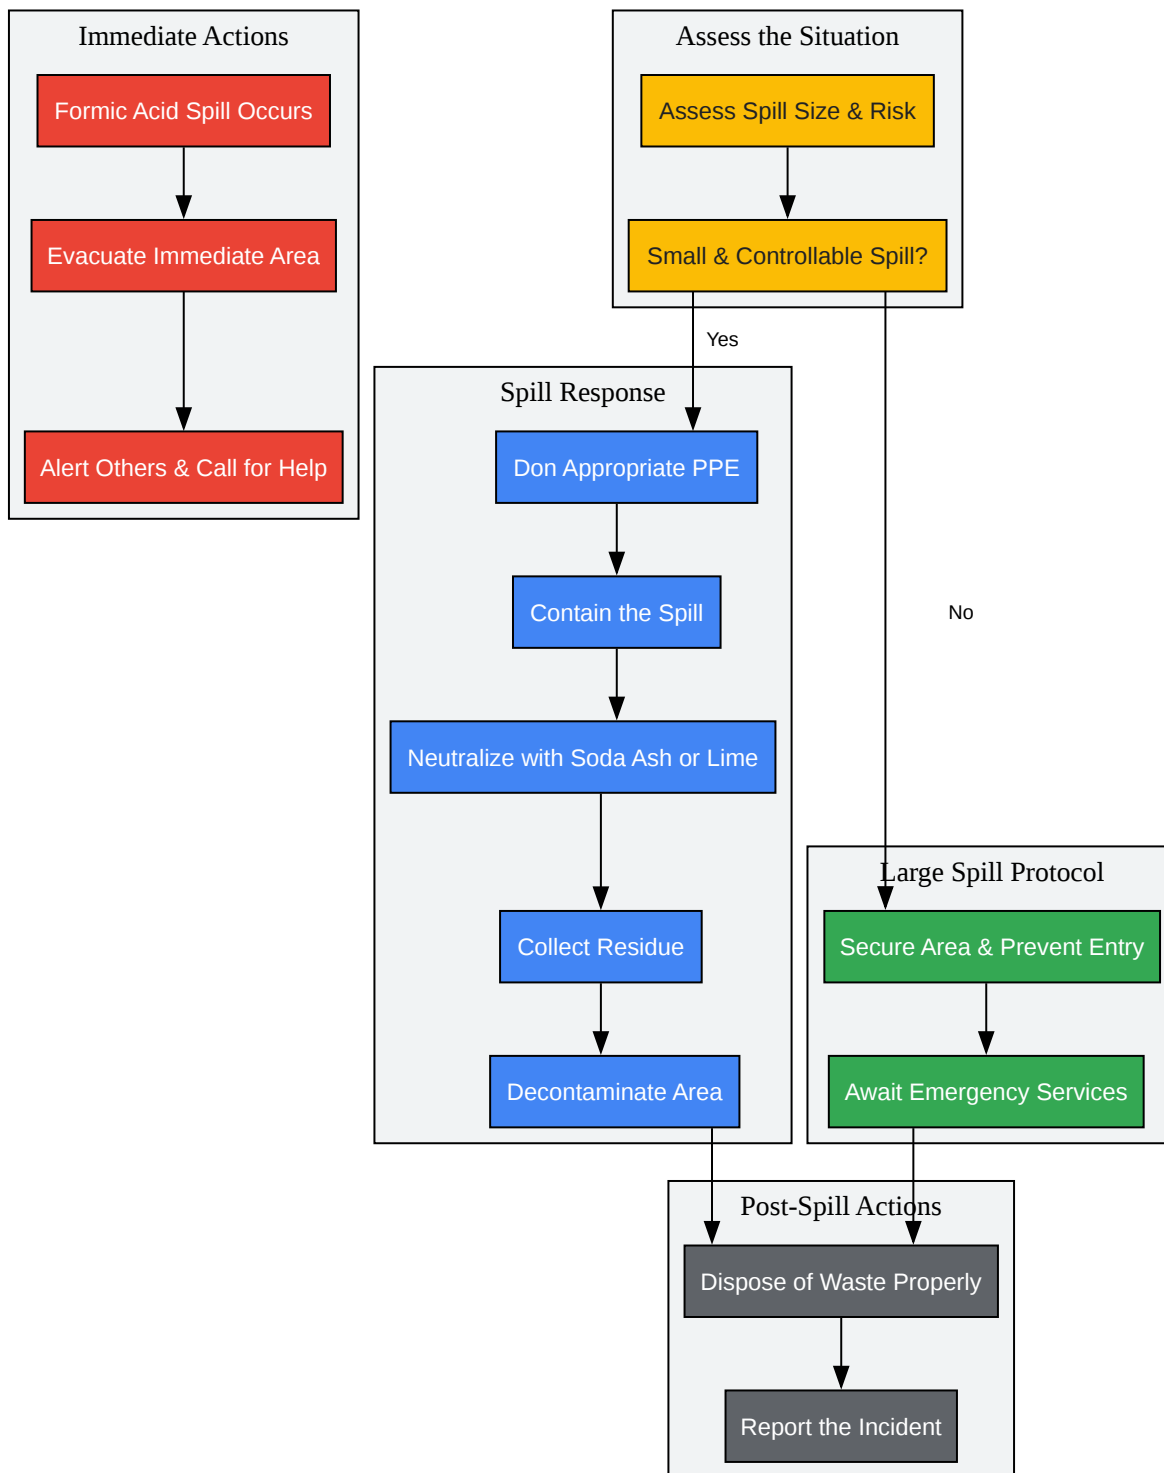 Immediate Actions
Formic Acid Spill Occurs
Evacuate Immediate Area
Alert Others & Call for Help
Assess the Situation
Assess Spill Size & Risk
Small & Controllable Spill?
Yes
No
Spill Response
Don Appropriate PPE
Contain the Spill
Neutralize with Soda Ash or Lime
Collect Residue
Decontaminate Area
Large Spill Protocol
Secure Area & Prevent Entry
Await Emergency Services
Post-Spill Actions
Dispose of Waste Properly
Report the Incident